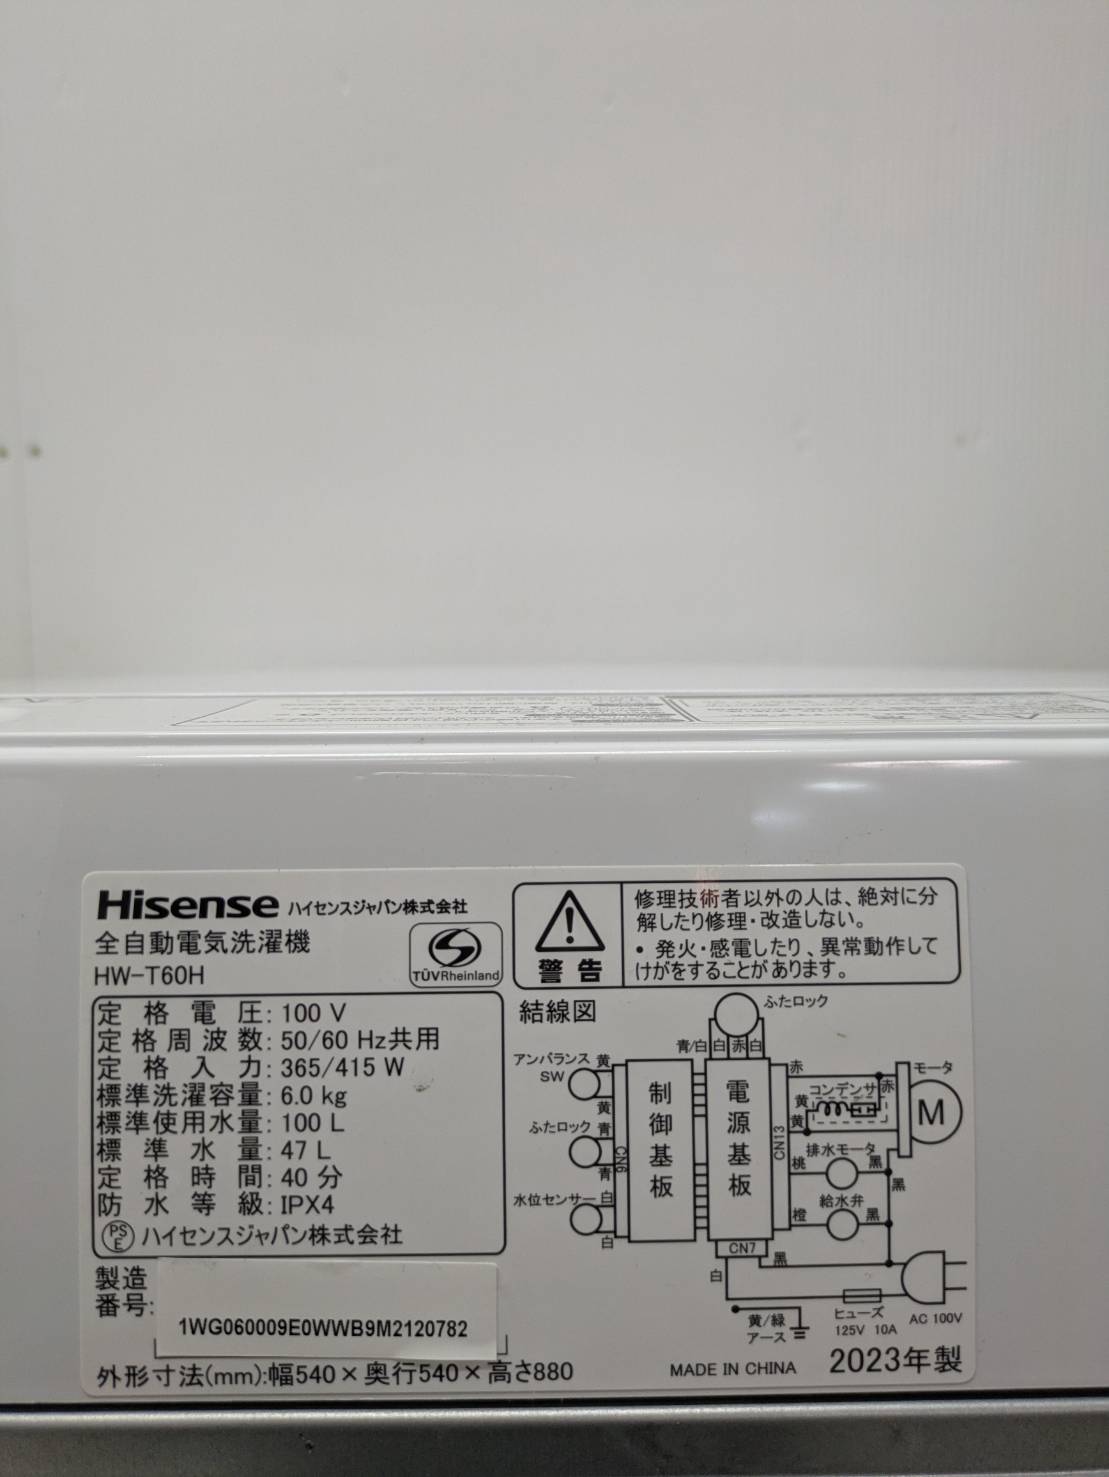 Hisense ハイセンスジャパン株式会社
全自動電気洗濯機
HW-T60H
TÜVRheinland
定格電圧: 100 V
定格周波数: 50/60 Hz共用
定格入力: 365/415 W
標準洗濯容量: 6.0 kg
標準使用水量: 100 L
標準水量: 47 L
定格時間: 40 分
防水等級: IPX4
PSE ハイセンスジャパン株式会社
製造
番号:
1WG060009E0WWB9M2120782
外形寸法(mm):幅540×奥行540×高さ880
警告
修理技術者以外の人は、絶対に分
解したり修理・改造しない。
• 発火・感電したり、異常動作して
けがをすることがあります。
結線図
ふたロック
青/白 白 赤 白
アンバランス
SW
黄
黄
ふたロック
青
青
水位センサー
白
白
CN6
制御基板
電源基板
CN13
CN7
赤
コンデンサ
赤
黄
黄
モータ
M
排水モータ
桃
黒
黒
給水弁
橙
黒
黒
白
黄/緑
アース
ヒューズ
125V 10A
AC 100V
MADE IN CHINA
2023年製